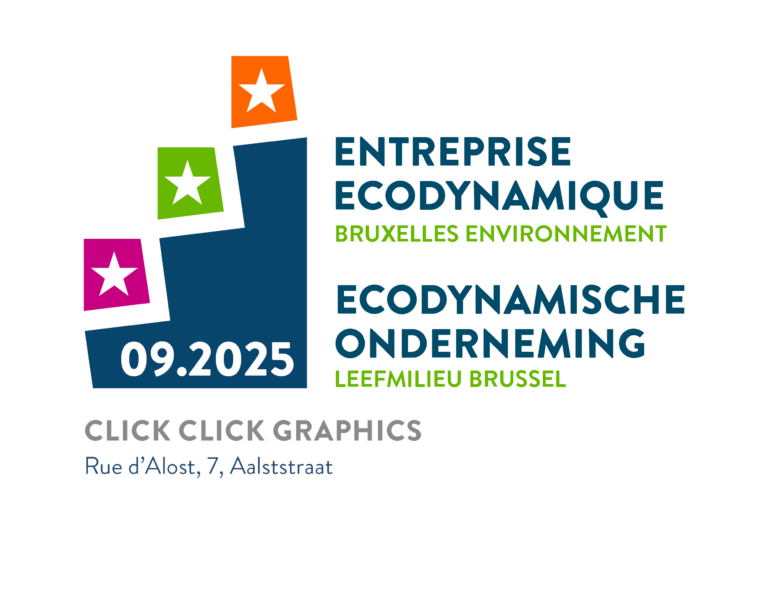 ENTREPRISE
ECODYNAMIQUE
BRUXELLES ENVIRONNEMENT
ECODYNAMISCHE
ONDERNEMING
LEEFMILIEU BRUSSEL
09.2025
CLICK CLICK GRAPHICS
Rue d’Alost, 7, Aalststraat